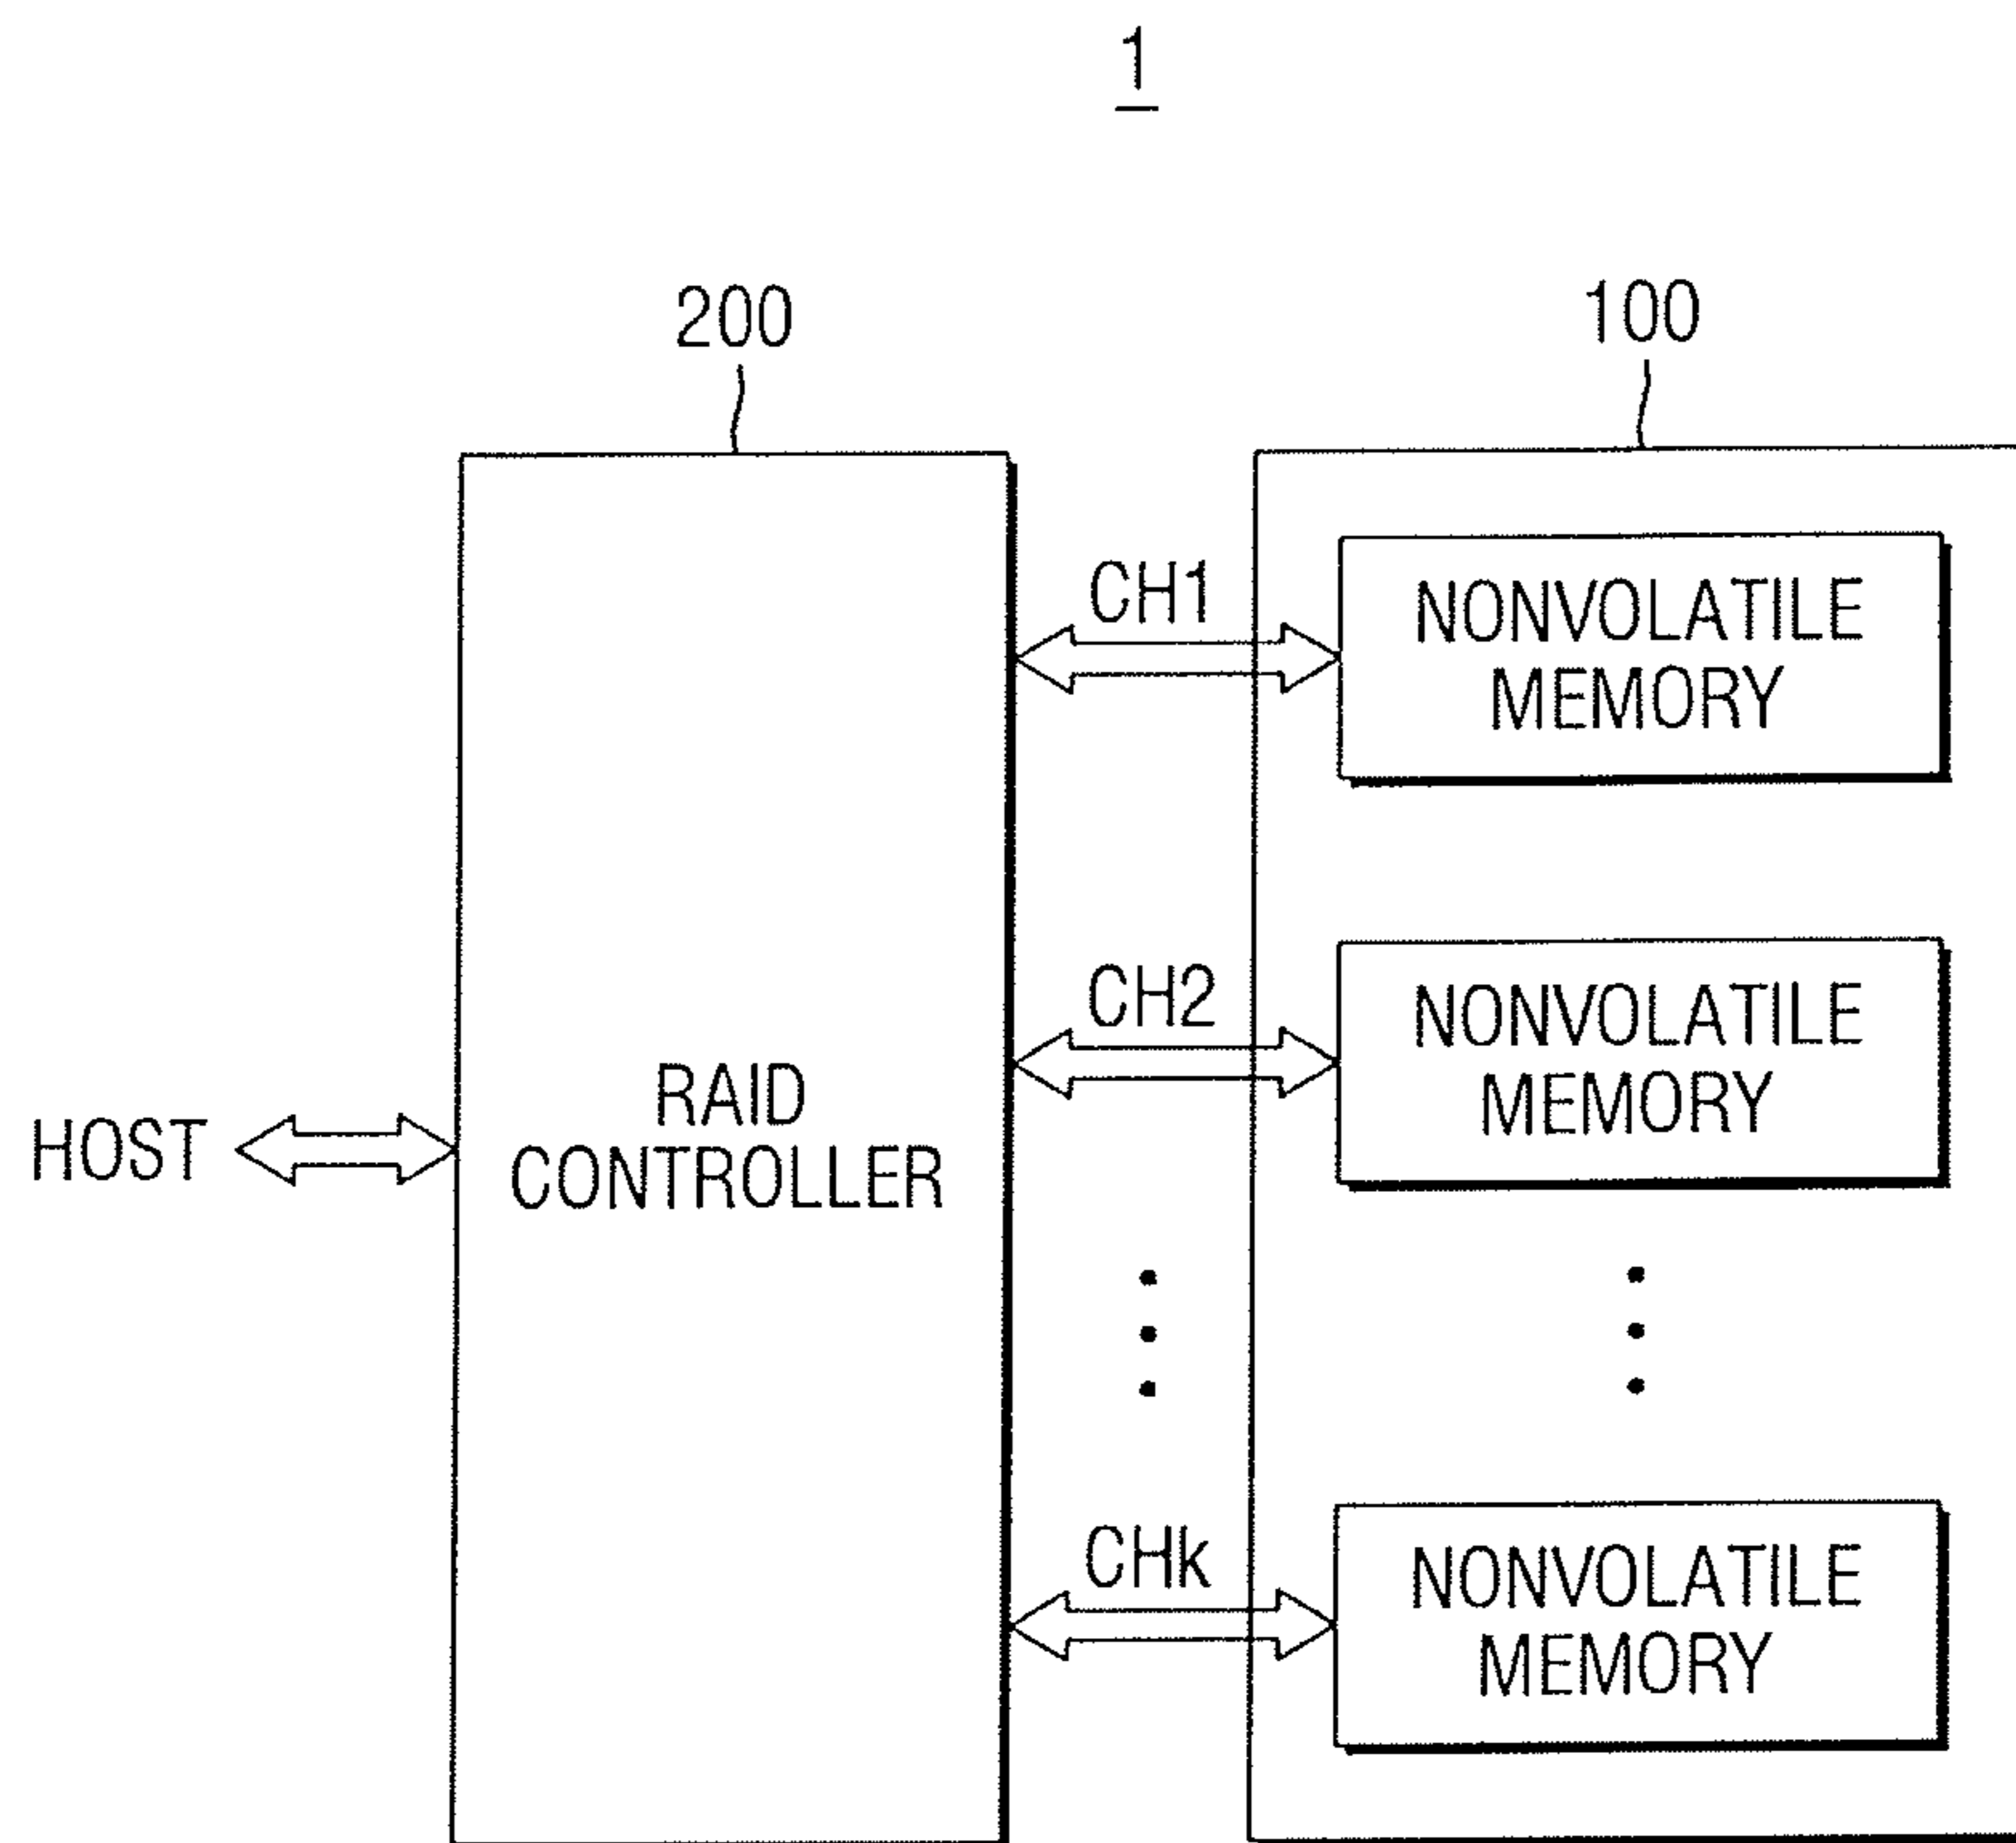 1
200
100
CH1
NONVOLATILE
MEMORY
CH2
NONVOLATILE
MEMORY
HOST
RAID
CONTROLLER
CHk
NONVOLATILE
MEMORY